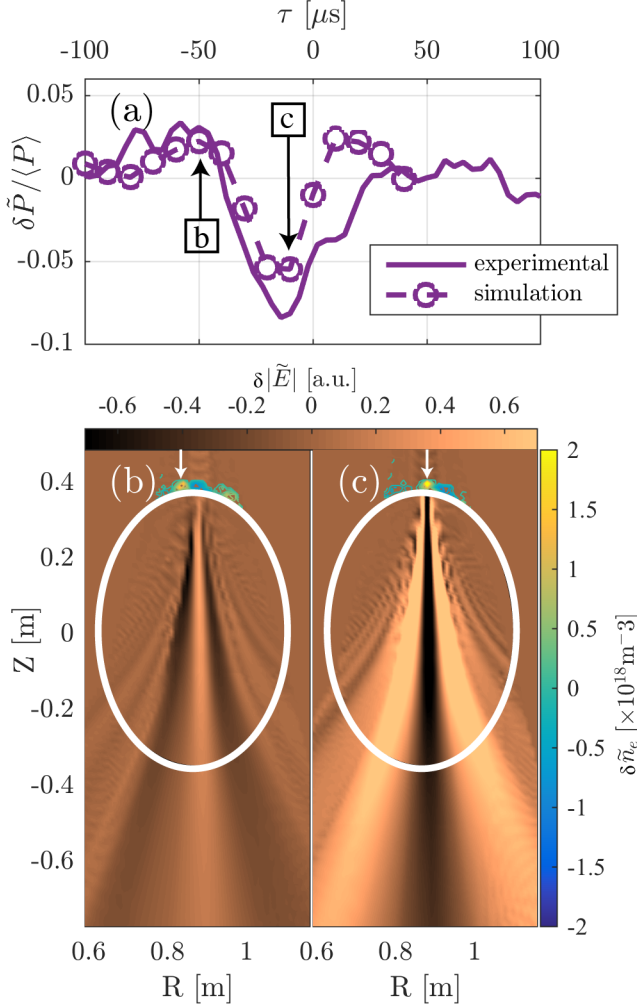 τ [μs]
-100 -50 0 50 100
0.05
(a)
c
δP̃/⟨P⟩
0
b
-0.05
experimental
simulation
-0.1
δ|Ẽ| [a.u.]
-0.6 -0.4 -0.2 0 0.2 0.4 0.6
(b) (c)
0.4
0.2
0
-0.2
-0.4
-0.6
Z [m]
2
1.5
1
0.5
0
-0.5
-1
-1.5
-2
δñₑ [×10¹⁸m−3]
0.6 0.8 1 0.6 0.8 1
R [m] R [m]